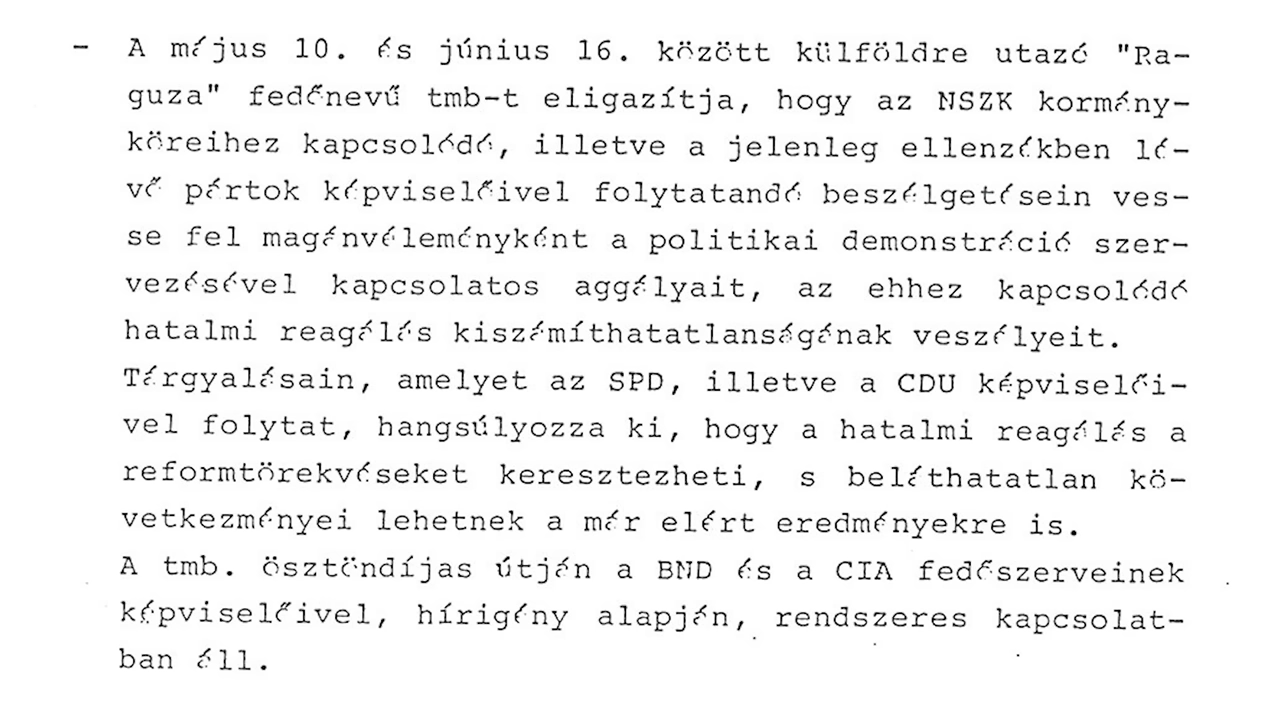 - A május 10. és június 16. között külföldre utazó "Ra-
guza" fedőnevű tmb-t eligazítja, hogy az NSZK kormány-
köreihez kapcsolódó, illetve a jelenleg ellenzékben lé-
vő pártok képviselőivel folytatandó beszélgetésein ves-
se fel magánvéleményként a politikai demonstráció szer-
vezésével kapcsolatos aggályait, az ehhez kapcsolódó
hatalmi reagálás kiszámíthatatlanságának veszélyeit.
Tárgyalásain, amelyet az SPD, illetve a CDU képviselői-
vel folytat, hangsúlyozza ki, hogy a hatalmi reagálás a
reformtörekvéseket keresztezheti, s beláthatatlan kö-
vetkezményei lehetnek a már elért eredményekre is.
A tmb. ösztöndíjas útján a BND és a CIA fedőszerveinek
képviselőivel, hírigény alapján, rendszeres kapcsolat-
ban áll.